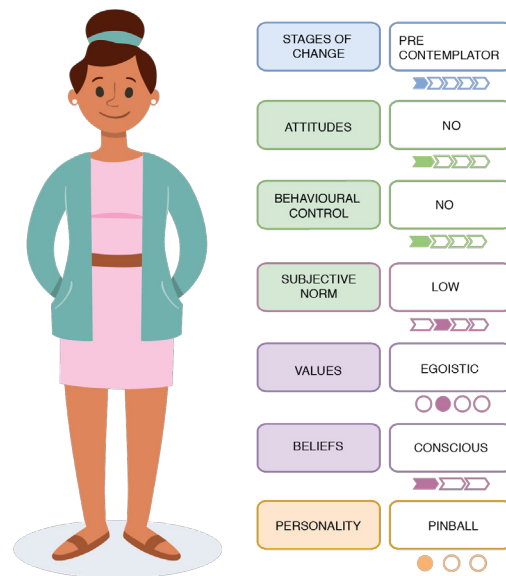 STAGES OF
CHANGE
PRE
CONTEMPLATOR
ATTITUDES
NO
BEHAVIOURAL
CONTROL
NO
SUBJECTIVE
NORM
LOW
VALUES
EGOISTIC
BELIEFS
CONSCIOUS
PERSONALITY
PINBALL